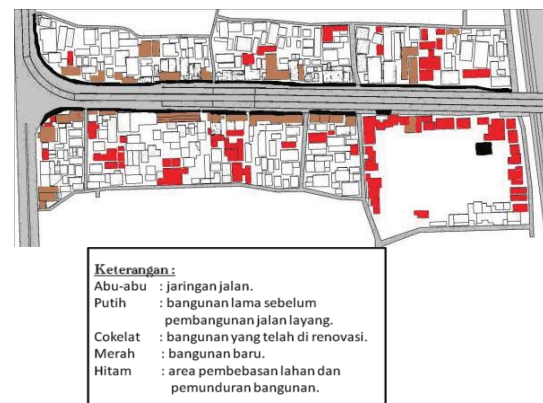 Keterangan :
Abu-abu : jaringan jalan.
Putih : bangunan lama sebelum
pembangunan jalan layang.
Cokelat : bangunan yang telah di renovasi.
Merah : bangunan baru.
Hitam : area pembebasan lahan dan
pemunduran bangunan.